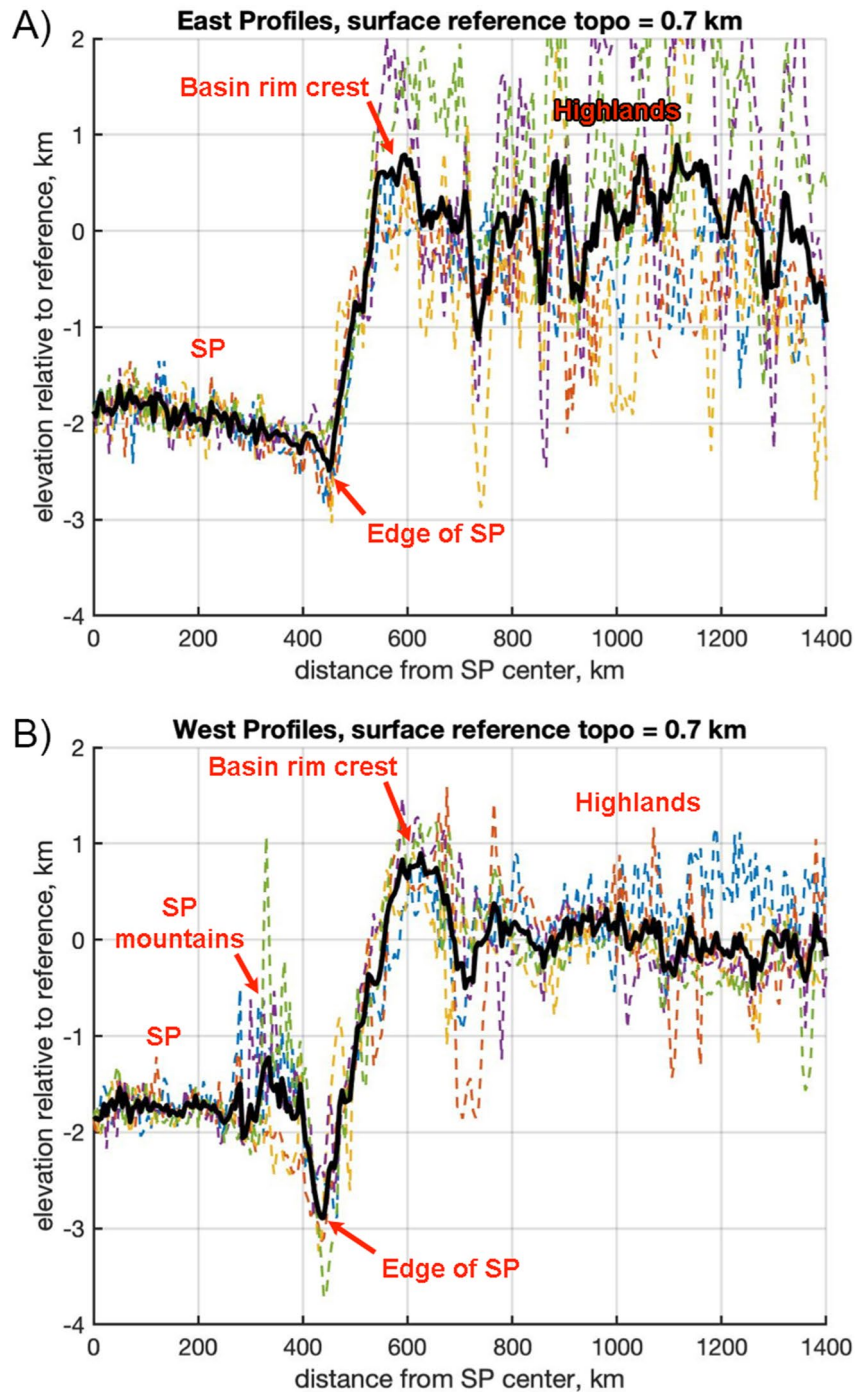 A)
East Profiles, surface reference topo = 0.7 km
2
Basin rim crest
Highlands
1
0
elevation relative to reference, km
-1
SP
-2
-3
Edge of SP
-4
0 200 400 600 800 1000 1200 1400
distance from SP center, km
B)
West Profiles, surface reference topo = 0.7 km
2
Basin rim crest
Highlands
1
SP
mountains
0
elevation relative to reference, km
-1
SP
-2
-3
Edge of SP
-4
0 200 400 600 800 1000 1200 1400
distance from SP center, km